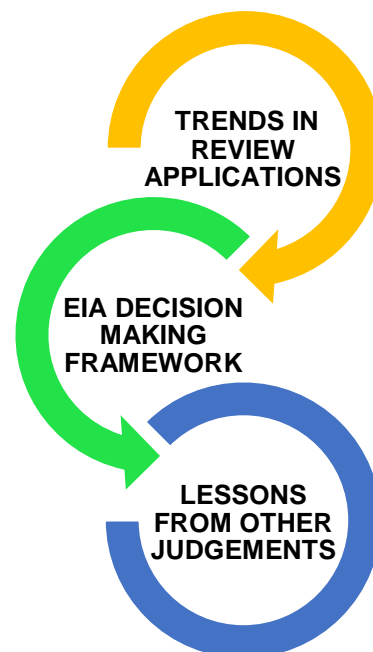 TRENDS IN
REVIEW
APPLICATIONS
EIA DECISION
MAKING
FRAMEWORK
LESSONS
FROM OTHER
JUDGEMENTS